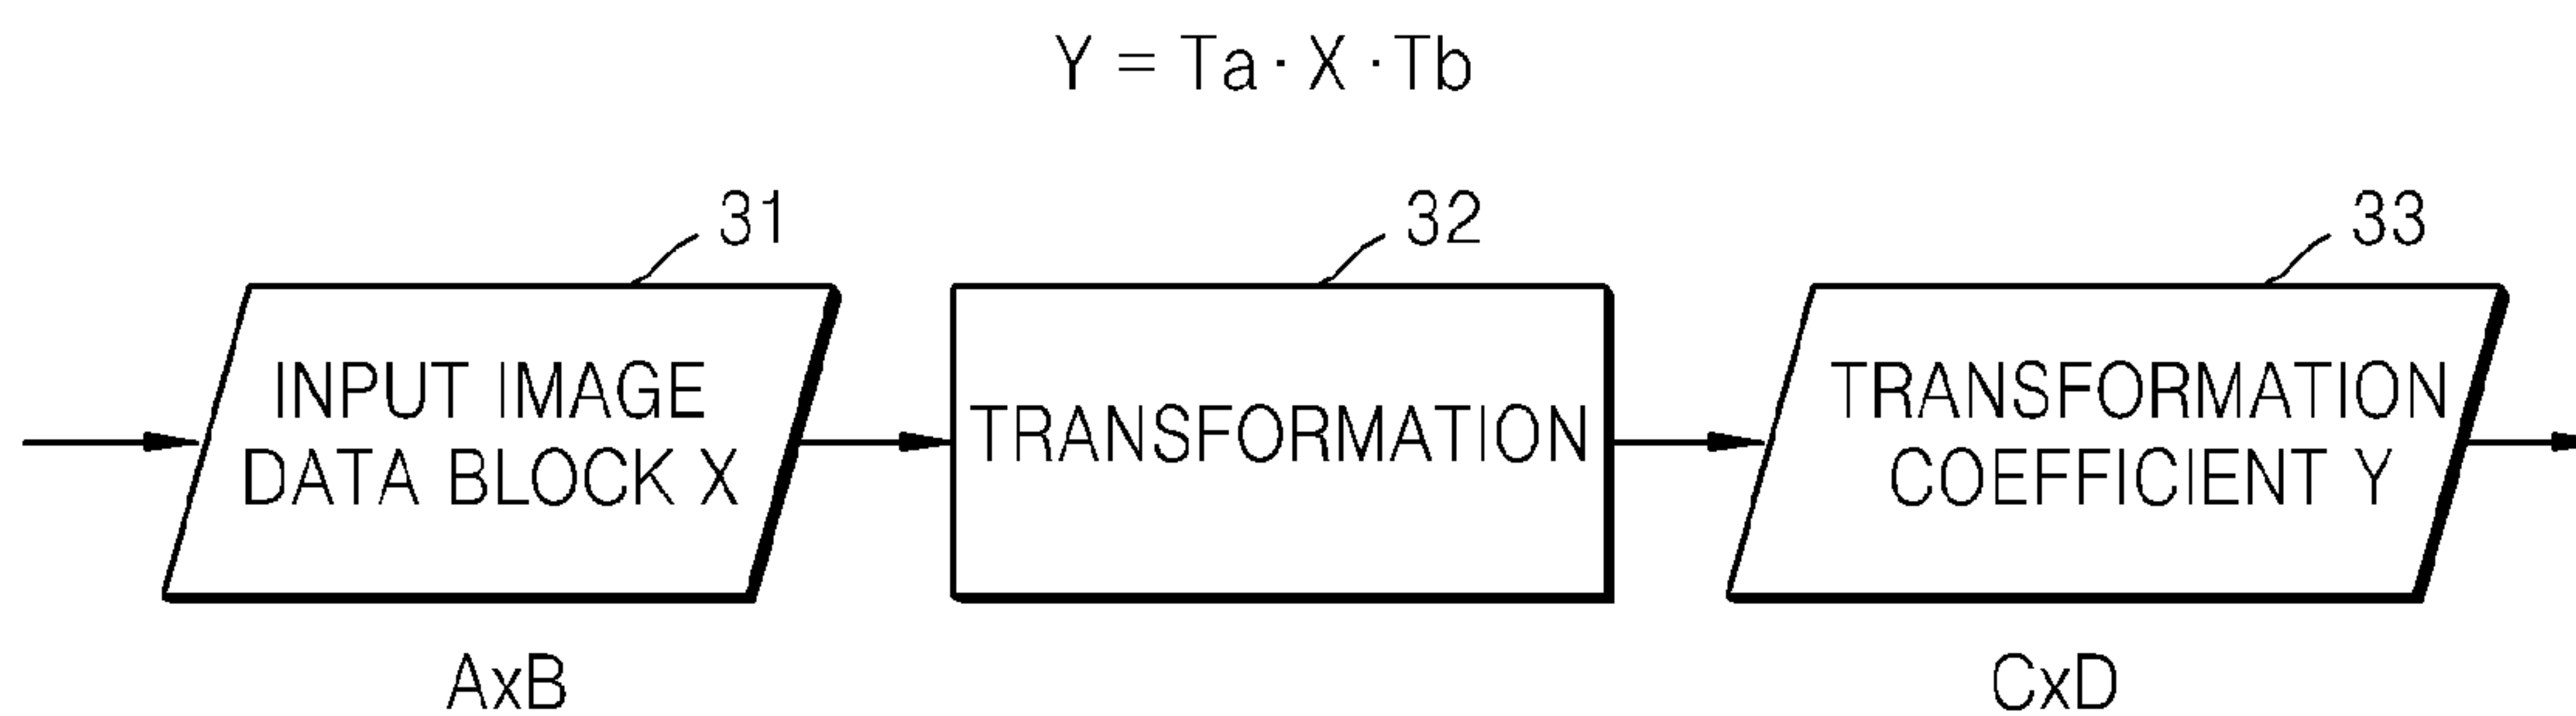 Y = Ta · X · Tb
31
32
33
INPUT IMAGE
DATA BLOCK X
TRANSFORMATION
TRANSFORMATION
COEFFICIENT Y
AxB
CxD